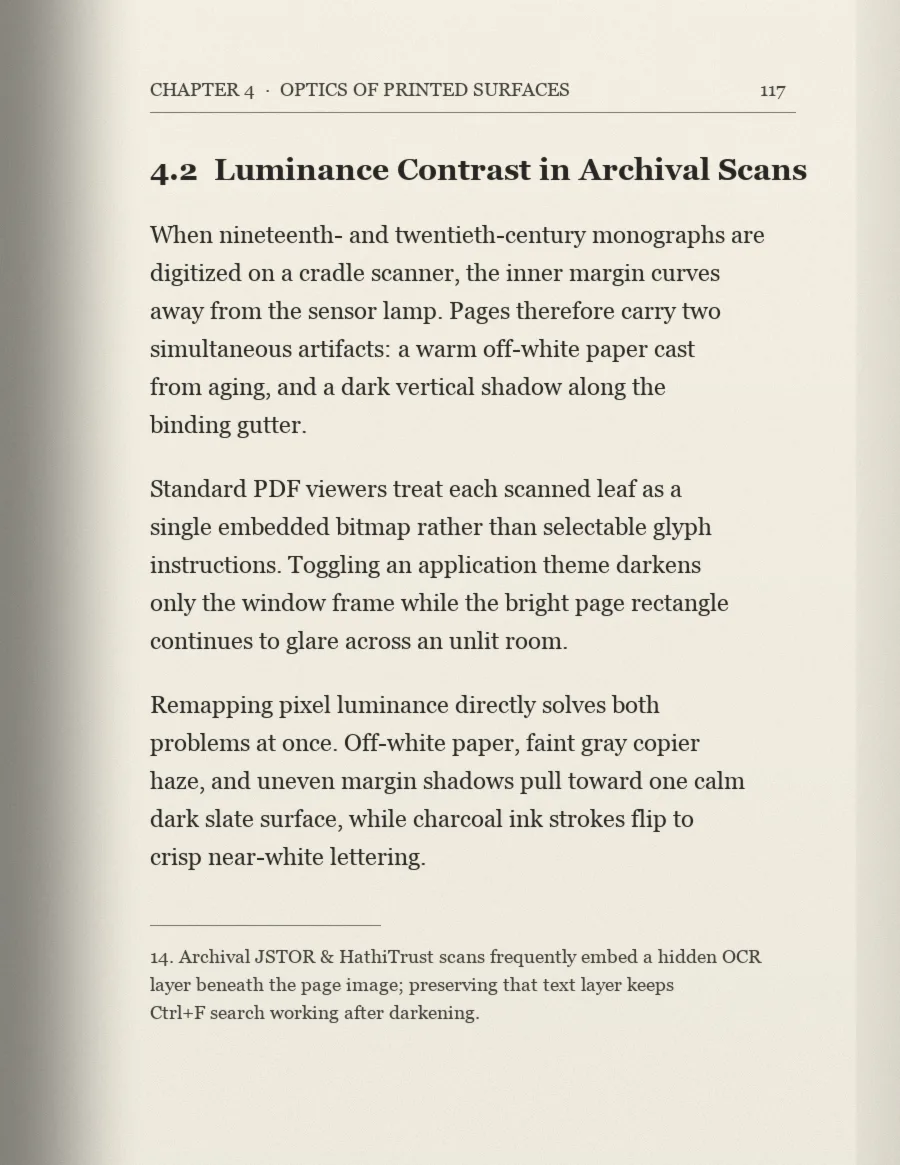 CHAPTER 4 · OPTICS OF PRINTED SURFACES 117
4.2 Luminance Contrast in Archival Scans
When nineteenth- and twentieth-century monographs are
digitized on a cradle scanner, the inner margin curves
away from the sensor lamp. Pages therefore carry two
simultaneous artifacts: a warm off-white paper cast
from aging, and a dark vertical shadow along the
binding gutter.
Standard PDF viewers treat each scanned leaf as a
single embedded bitmap rather than selectable glyph
instructions. Toggling an application theme darkens
only the window frame while the bright page rectangle
continues to glare across an unlit room.
Remapping pixel luminance directly solves both
problems at once. Off-white paper, faint gray copier
haze, and uneven margin shadows pull toward one calm
dark slate surface, while charcoal ink strokes flip to
crisp near-white lettering.
14. Archival JSTOR & HathiTrust scans frequently embed a hidden OCR
layer beneath the page image; preserving that text layer keeps
Ctrl+F search working after darkening.